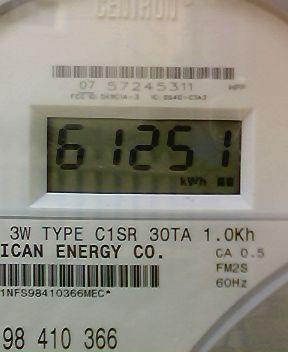 CENTRON
07 57245311
61251
kWh
3W TYPE C1SR 30TA 1.0Kh
ICAN ENERGY CO.
CA 0.5
FM2S
60Hz
1NFS98410366MEC*
98 410 366